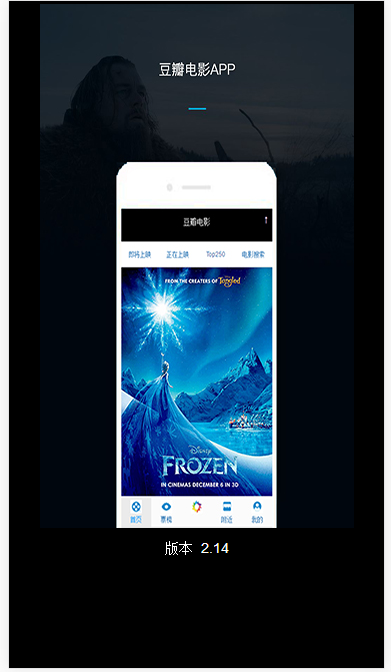 豆瓣电影APP
豆瓣电影
即将上映 正在上映 Top250 电影搜索
FROM THE CREATORS OF Tangled
Disney
FROZEN
IN CINEMAS DECEMBER 6 IN 3D
首页 票榜 附近 我的
版本 2.14